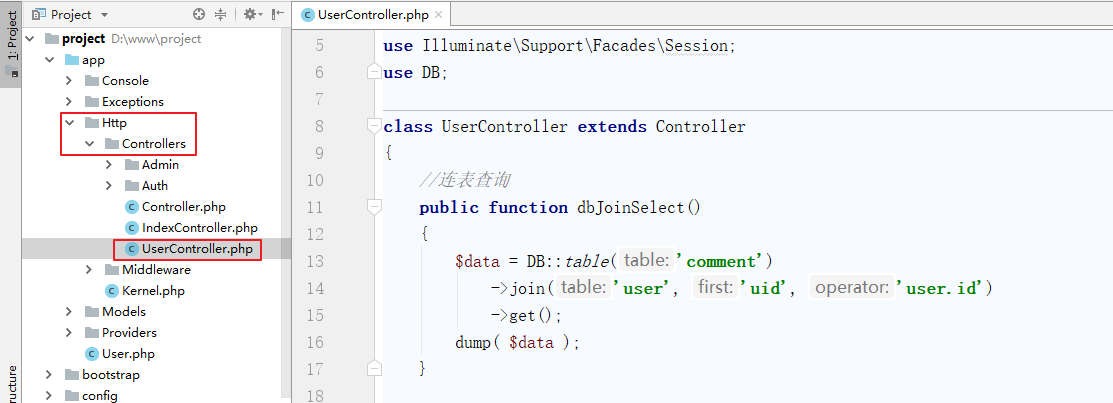 1: Project
Project
project D:\www\project
app
Console
Exceptions
Http
Controllers
Admin
Auth
Controller.php
IndexController.php
UserController.php
Middleware
Kernel.php
Models
Providers
User.php
bootstrap
config
ructure
UserController.php
5 use Illuminate\Support\Facades\Session;
6 use DB;
7
8 class UserController extends Controller
9 {
10 //连表查询
11 public function dbJoinSelect()
12 {
13 $data = DB::table( table: 'comment')
14 ->join( table: 'user', first: 'uid', operator: 'user.id')
15 ->get();
16 dump( $data );
17 }
18